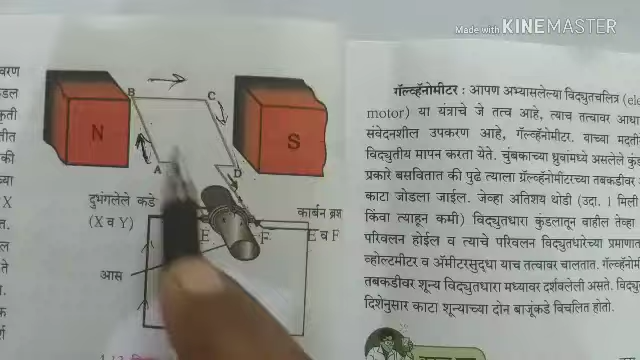 Made with KINEMASTER
वरण
N
S
B
C
A
D
E
F
की
X
ते
दुभंगलेले कडे
(X व Y)
आस
कार्बन ब्रश
E व F
गॅल्व्हॅनोमीटर : आपण अभ्यासलेल्या विद्युतचलित्र (ele
motor) या यंत्राचे जे तत्व आहे, त्याच तत्वावर आधा
संवेदनशील उपकरण आहे, गॅल्व्हॅनोमीटर. याच्या मदती
विद्युतीय मापन करता येते. चुंबकाच्या ध्रुवांमध्ये असलेले कुं
प्रकारे बसवितात की पुढे त्याला गॅल्व्हॅनोमीटरच्या तबकडीवर
काटा जोडला जाईल. जेव्हा अतिशय थोडी (उदा. 1 मिली
किंवा त्याहून कमी) विद्युतधारा कुंडलातून वाहील तेव्हा
परिवलन होईल व त्याचे परिवलन विद्युतधारेच्या प्रमाणात
व्होल्टमीटर व अ‍ॅमीटरसुद्धा याच तत्वावर चालतात. गॅल्व्हॅनोमी
तबकडीवर शून्य विद्युतधारा मध्यावर दर्शवलेली असते. विद्यु
दिशेनुसार काटा शून्याच्या दोन बाजूंकडे विचलित होतो.